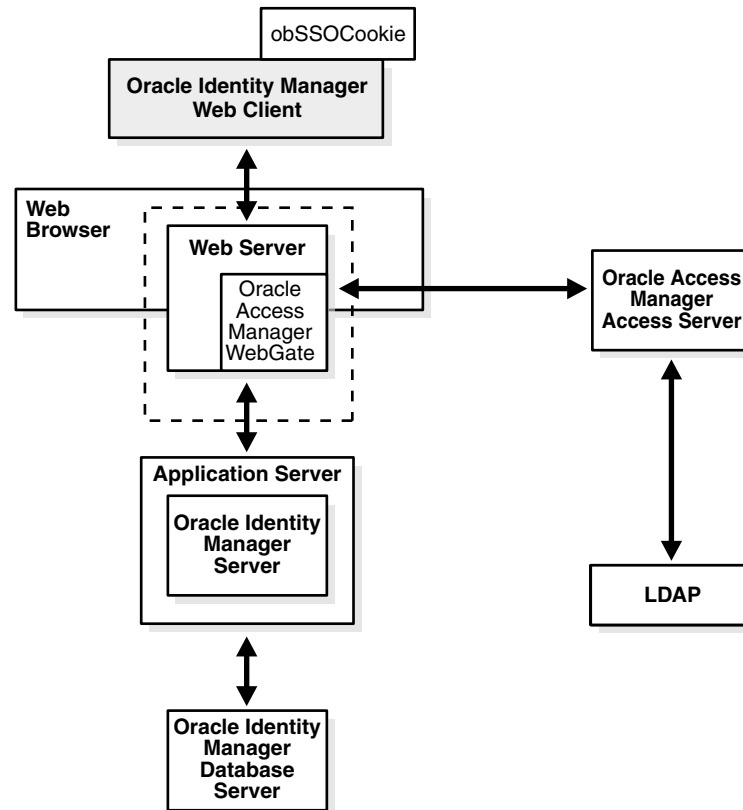 obSSOCookie
Oracle Identity Manager
Web Client
Web
Browser
Web Server
Oracle
Access
Manager
WebGate
Oracle Access
Manager
Access Server
Application Server
Oracle Identity
Manager
Server
LDAP
Oracle Identity
Manager
Database
Server